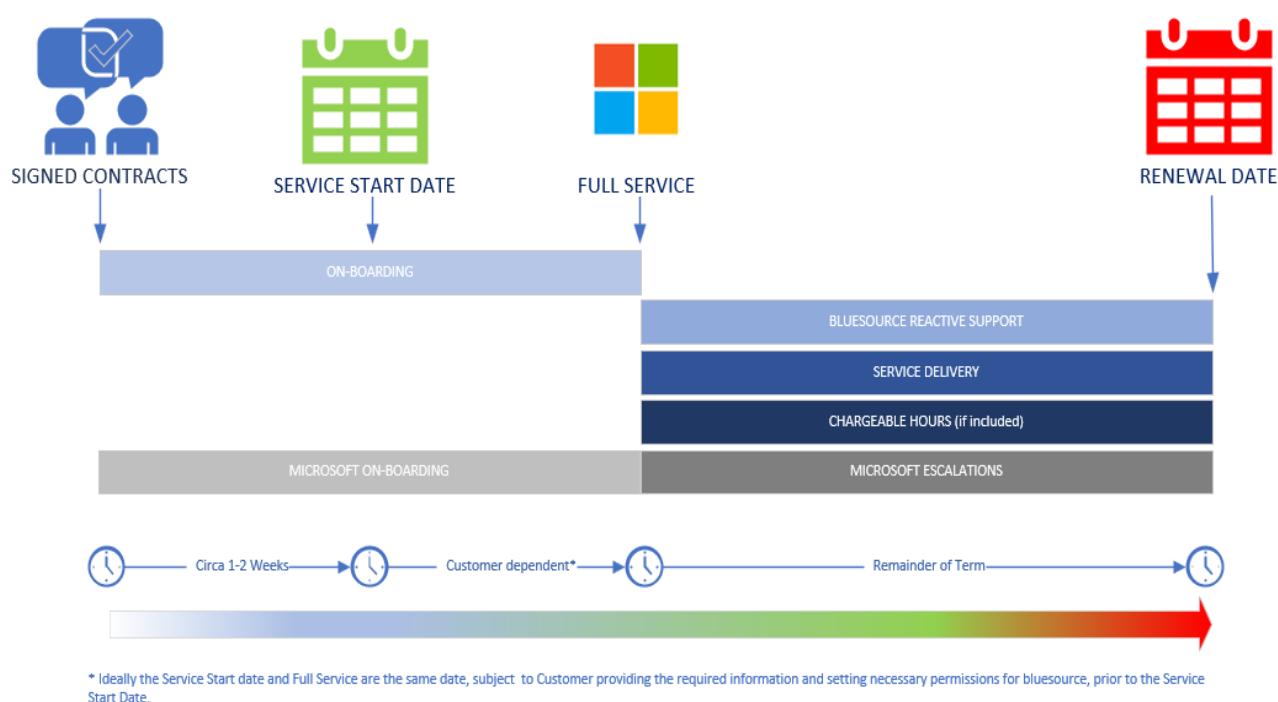 SIGNED CONTRACTS
SERVICE START DATE
FULL SERVICE
RENEWAL DATE
ON-BOARDING
BLUESOURCE REACTIVE SUPPORT
SERVICE DELIVERY
CHARGEABLE HOURS (if included)
MICROSOFT ON-BOARDING
MICROSOFT ESCALATIONS
Circa 1-2 Weeks
Customer dependent*
Remainder of Term
* Ideally the Service Start date and Full Service are the same date, subject to Customer providing the required information and setting necessary permissions for bluesource, prior to the Service
Start Date.